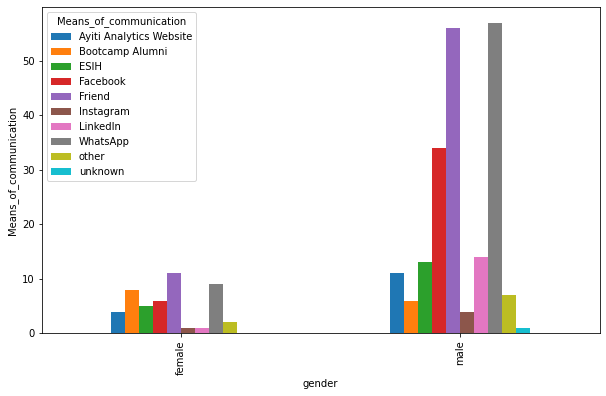 Means_of_communication
Ayiti Analytics Website
Bootcamp Alumni
ESIH
Facebook
Friend
Instagram
LinkedIn
WhatsApp
other
unknown
Means_of_communication
50
40
30
20
10
0
female
male
gender